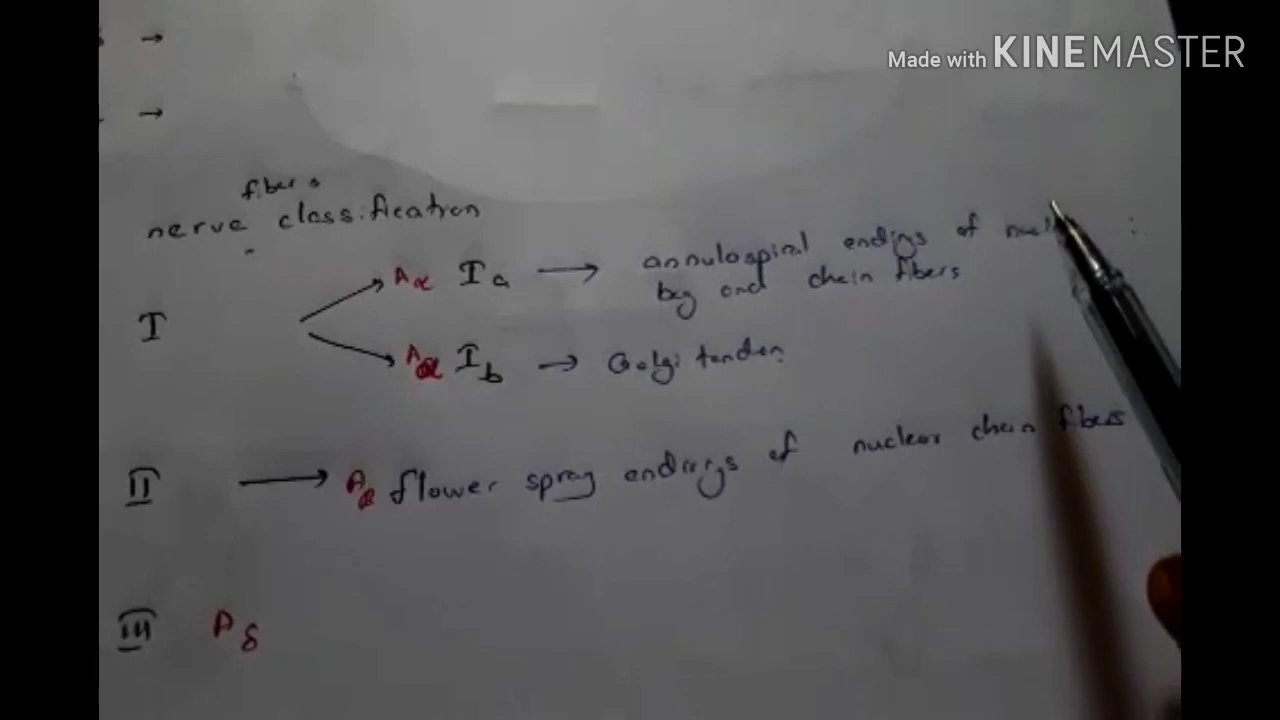 Made with KINEMASTER
→
→
fibers
nerve classification
I
Aα Ia → annulospiral endings of
bag and chain fibers
Aα Ib → Golgi tendon
II → Aβ flower spray endings of nuclear chain fibers
III Aδ